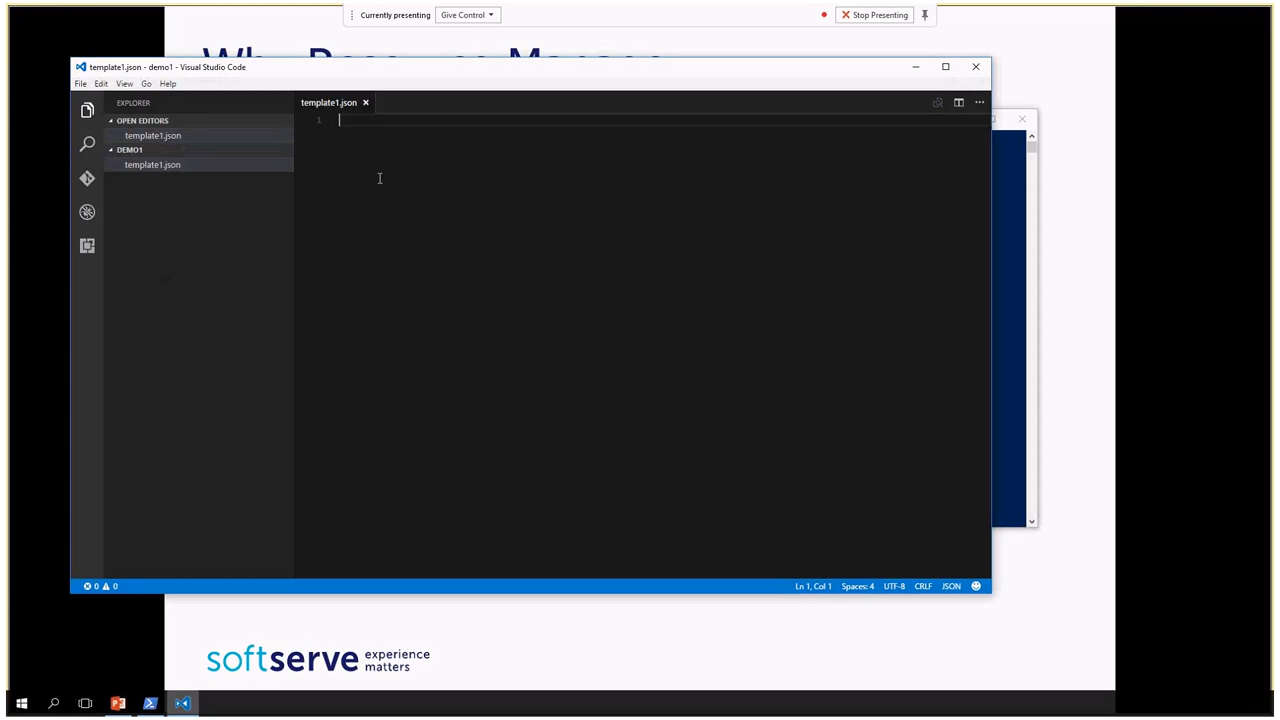 Currently presenting
Give Control
Stop Presenting
template1.json - demo1 - Visual Studio Code
File Edit View Go Help
EXPLORER
OPEN EDITORS
template1.json
DEMO1
template1.json
template1.json
1
0 0
Ln 1, Col 1 Spaces: 4 UTF-8 CRLF JSON
softserve experience
matters